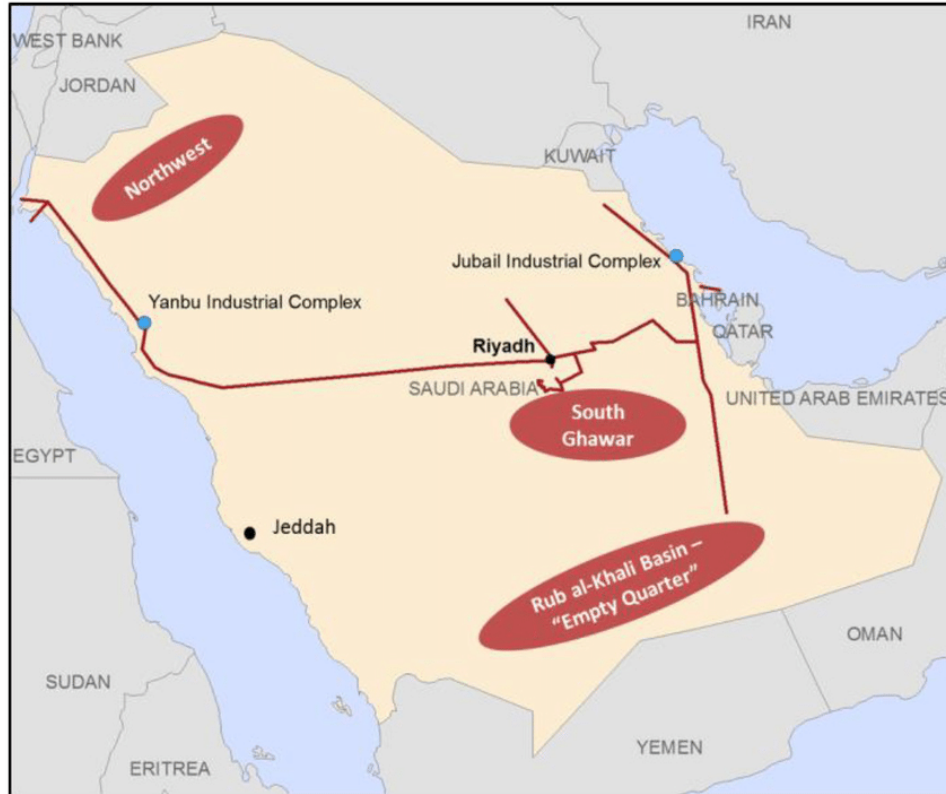 IRAN
WEST BANK
JORDAN
Northwest
KUWAIT
Jubail Industrial Complex
Yanbu Industrial Complex
BAHRAIN
QATAR
Riyadh
SAUDI ARABIA
UNITED ARAB EMIRATES
South
Ghawar
EGYPT
Jeddah
Rub al-Khali Basin –
“Empty Quarter”
OMAN
SUDAN
YEMEN
ERITREA